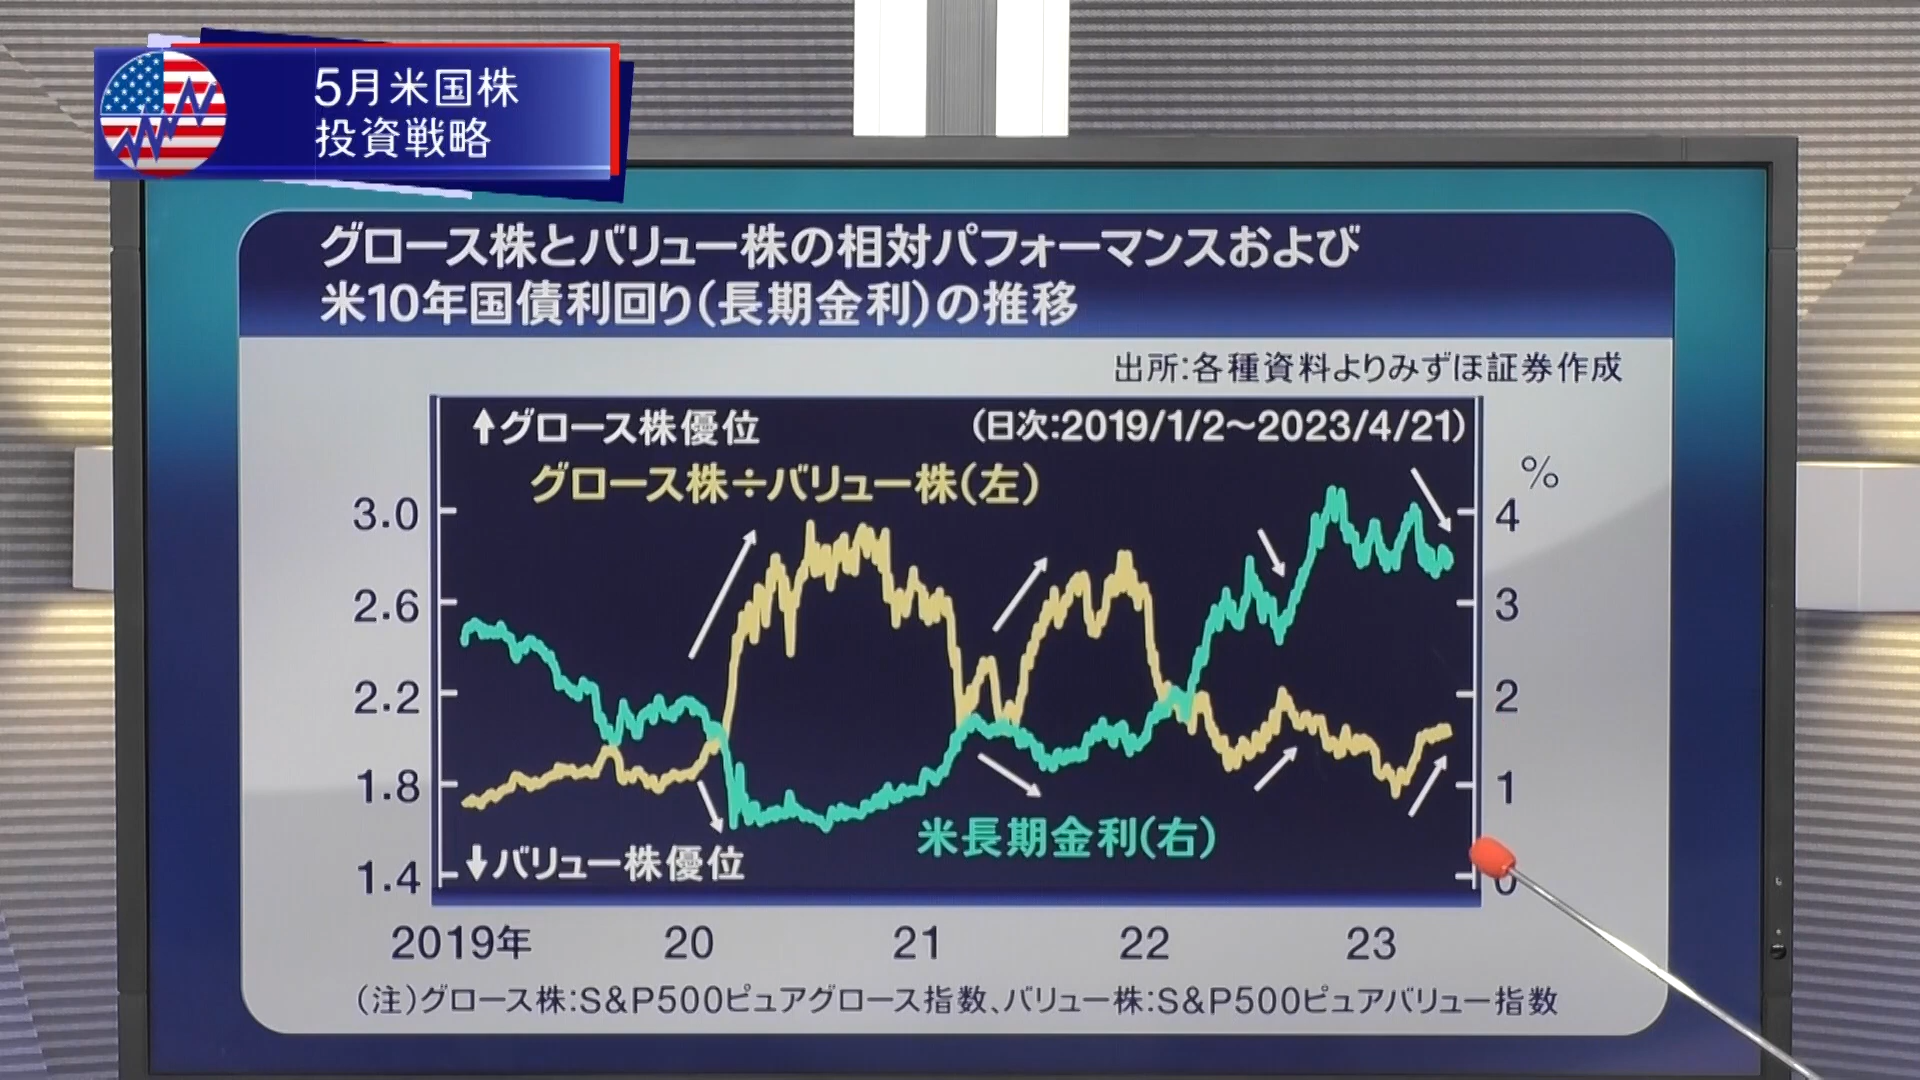 5月米国株
投資戦略
グロース株とバリュー株の相対パフォーマンスおよび
米10年国債利回り(長期金利)の推移
出所:各種資料よりみずほ証券作成
⬆グロース株優位
(日次:2019/1/2～2023/4/21)
グロース株÷バリュー株(左)
%
3.0
4
2.6
3
2.2
2
1.8
1
米長期金利(右)
⬇バリュー株優位
1.4
0
2019年
20
21
22
23
(注)グロース株:S&P500ピュアグロース指数、バリュー株:S&P500ピュアバリュー指数